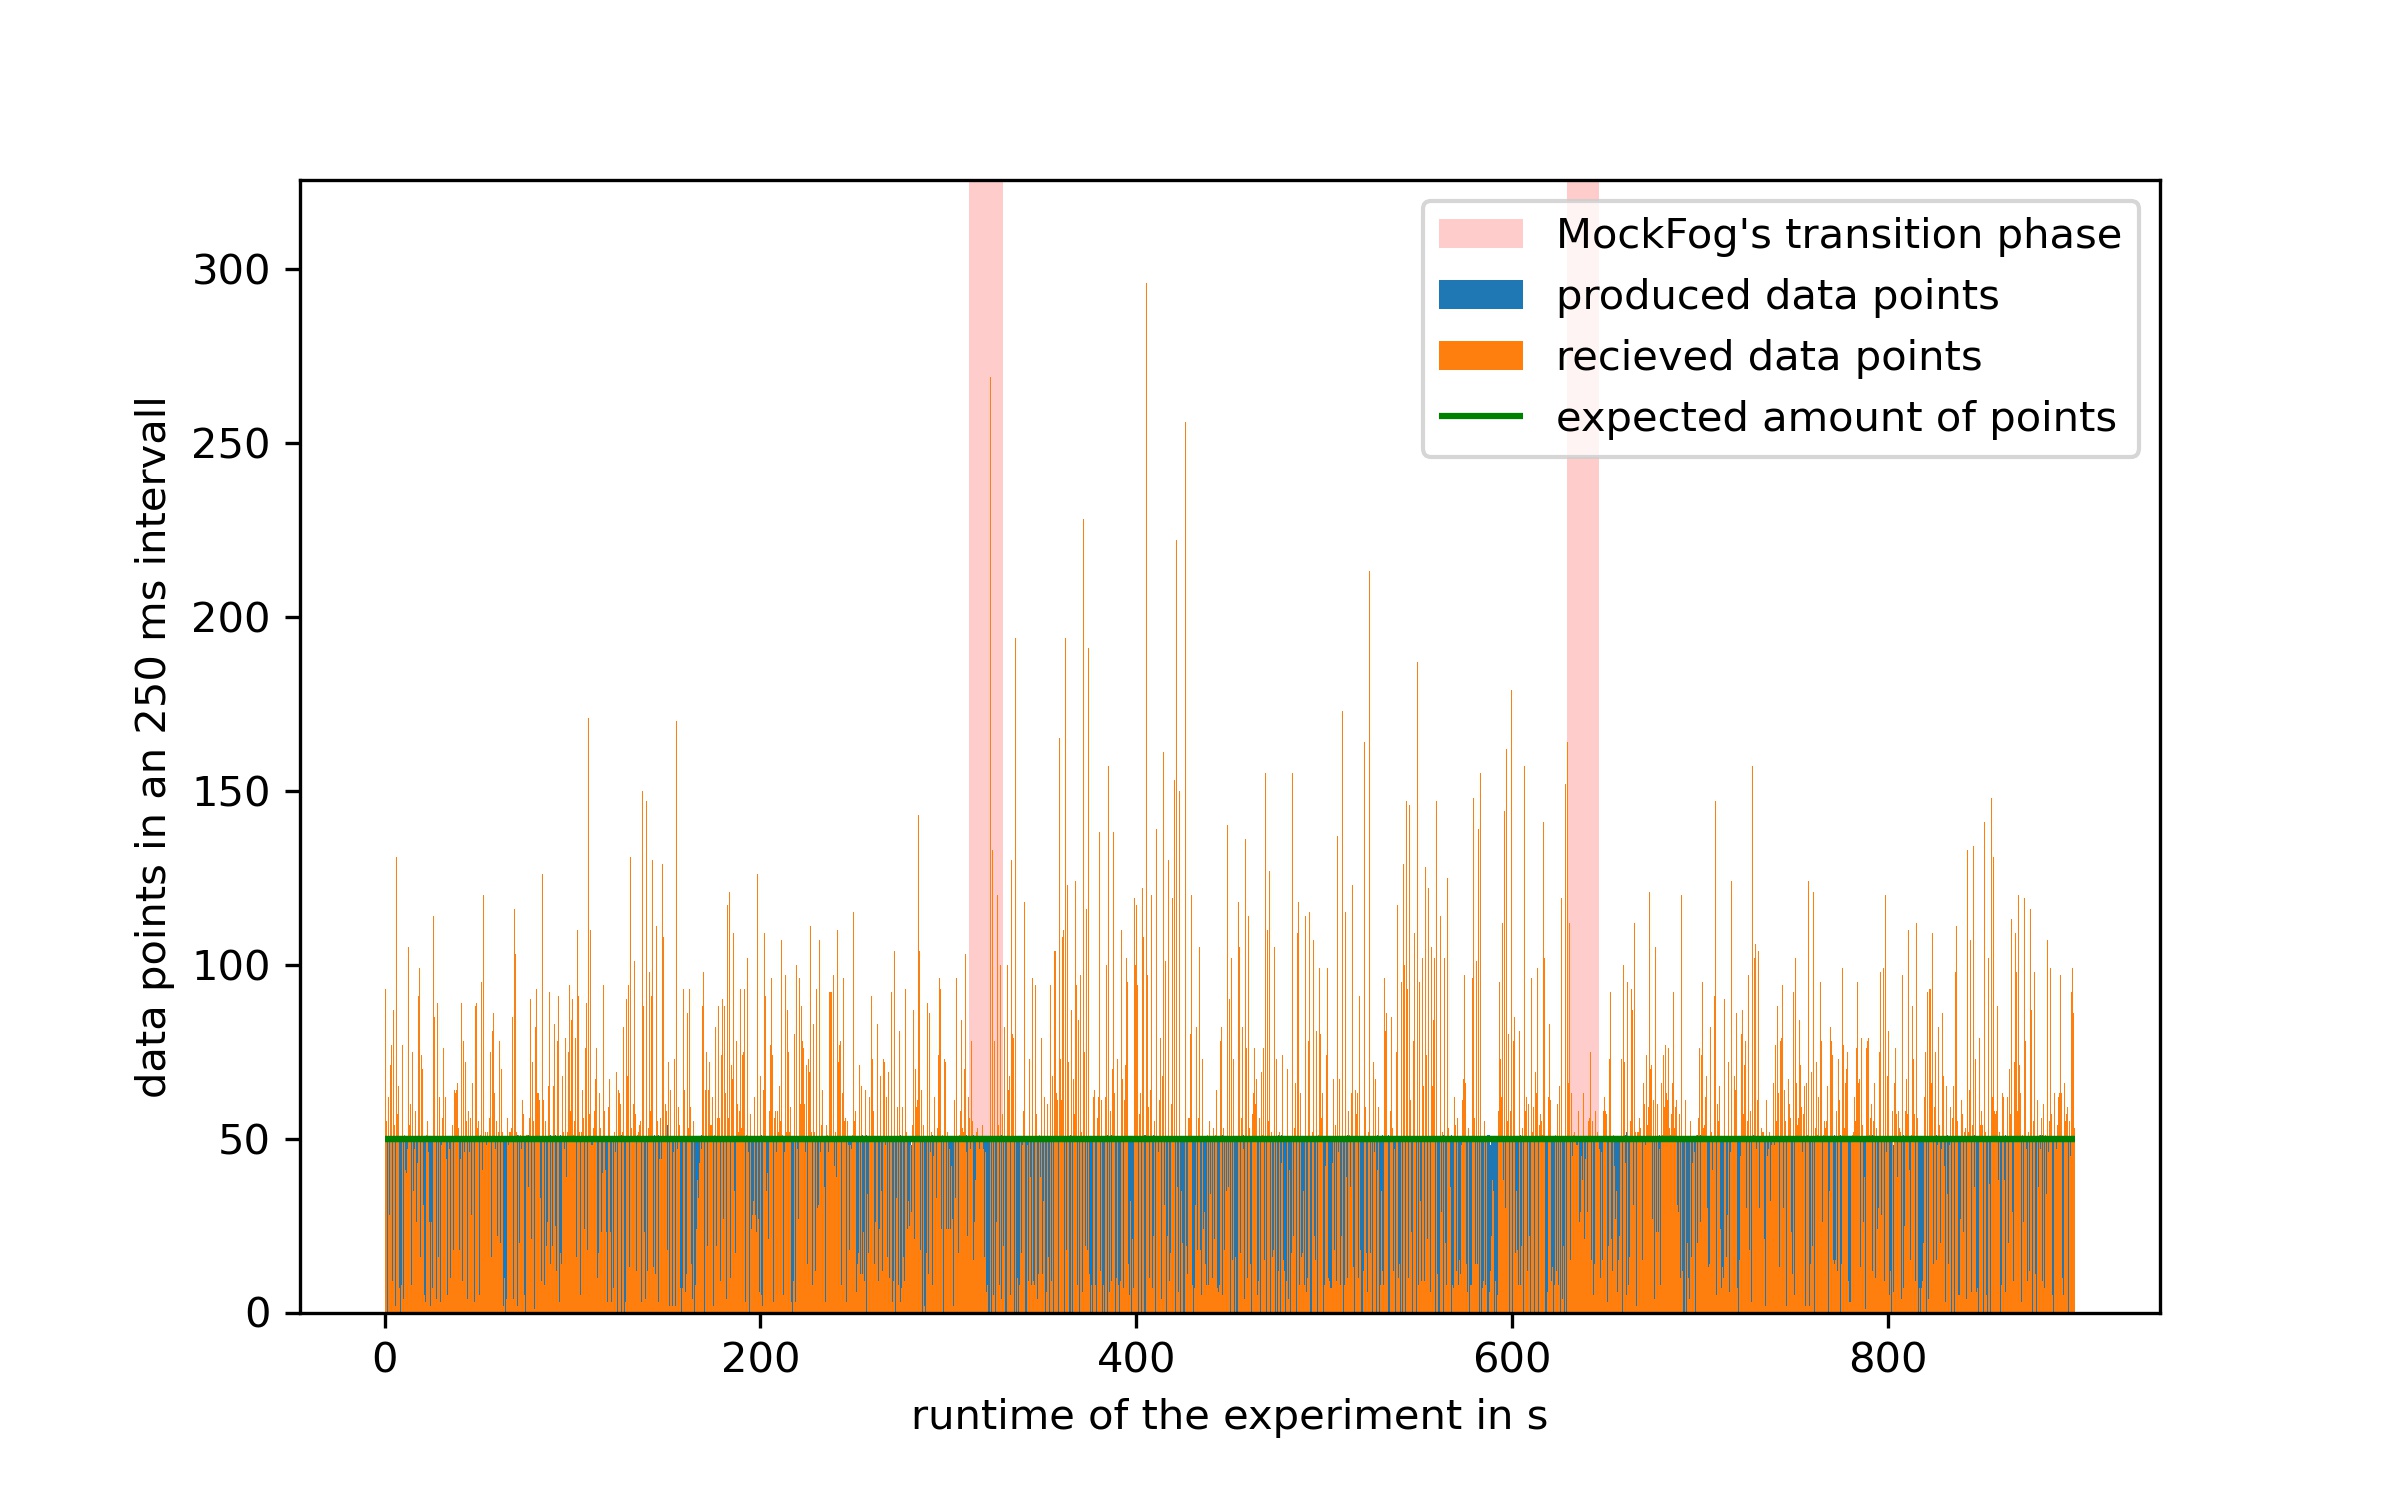 MockFog's transition phase
produced data points
recieved data points
expected amount of points
data points in an 250 ms intervall
300
250
200
150
100
50
0
0 200 400 600 800
runtime of the experiment in s